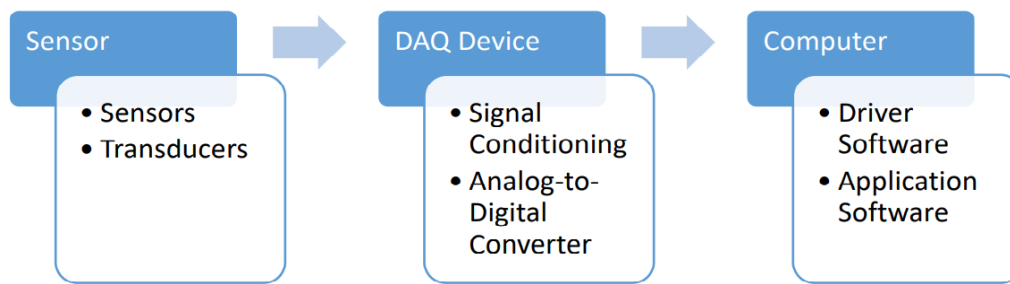 Sensor
• Sensors
• Transducers
DAQ Device
• Signal
Conditioning
• Analog-to-
Digital
Converter
Computer
• Driver
Software
• Application
Software